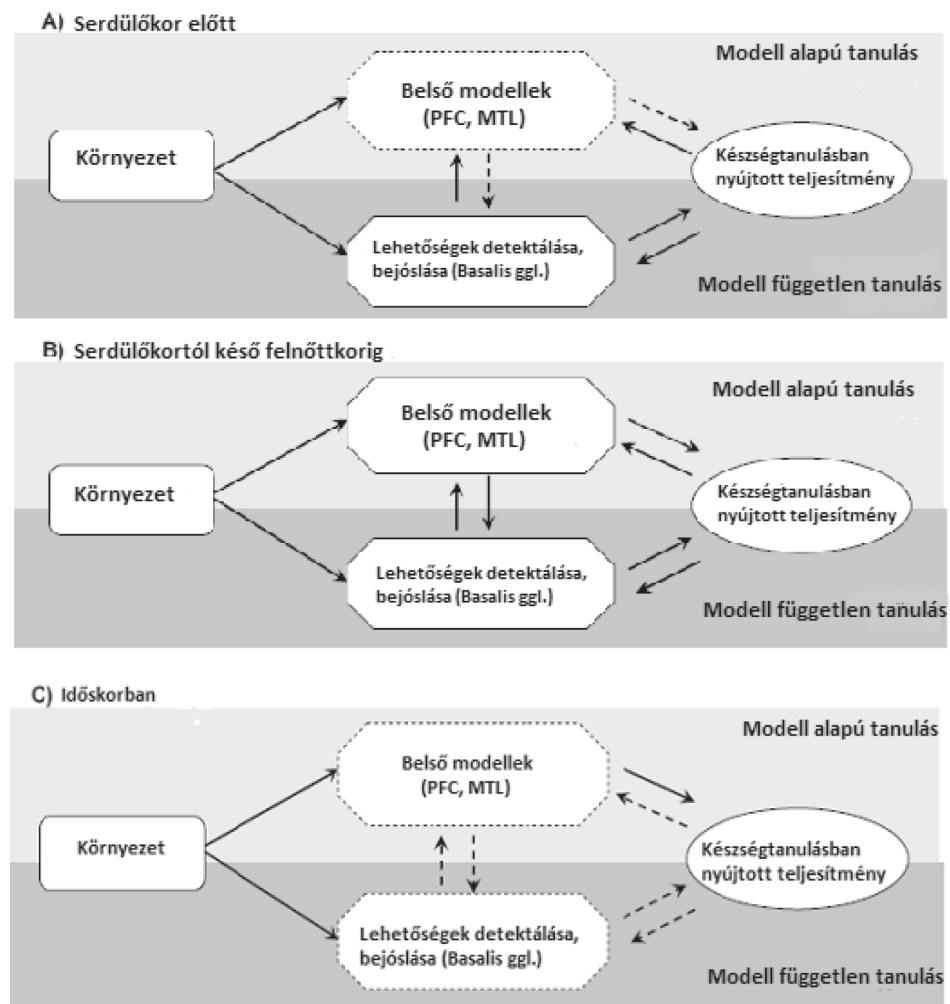 A) Serdülőkor előtt
Modell alapú tanulás
Belső modellek
(PFC, MTL)
Környezet
Készségtanulásban
nyújtott teljesítmény
Lehetőségek detektálása,
bejóslása (Basalis ggl.)
Modell független tanulás
B) Serdülőkortól késő felnőttkorig
Modell alapú tanulás
Belső modellek
(PFC, MTL)
Környezet
Készségtanulásban
nyújtott teljesítmény
Lehetőségek detektálása,
bejóslása (Basalis ggl.)
Modell független tanulás
C) Időskorban
Modell alapú tanulás
Belső modellek
(PFC, MTL)
Környezet
Készségtanulásban
nyújtott teljesítmény
Lehetőségek detektálása,
bejóslása (Basalis ggl.)
Modell független tanulás